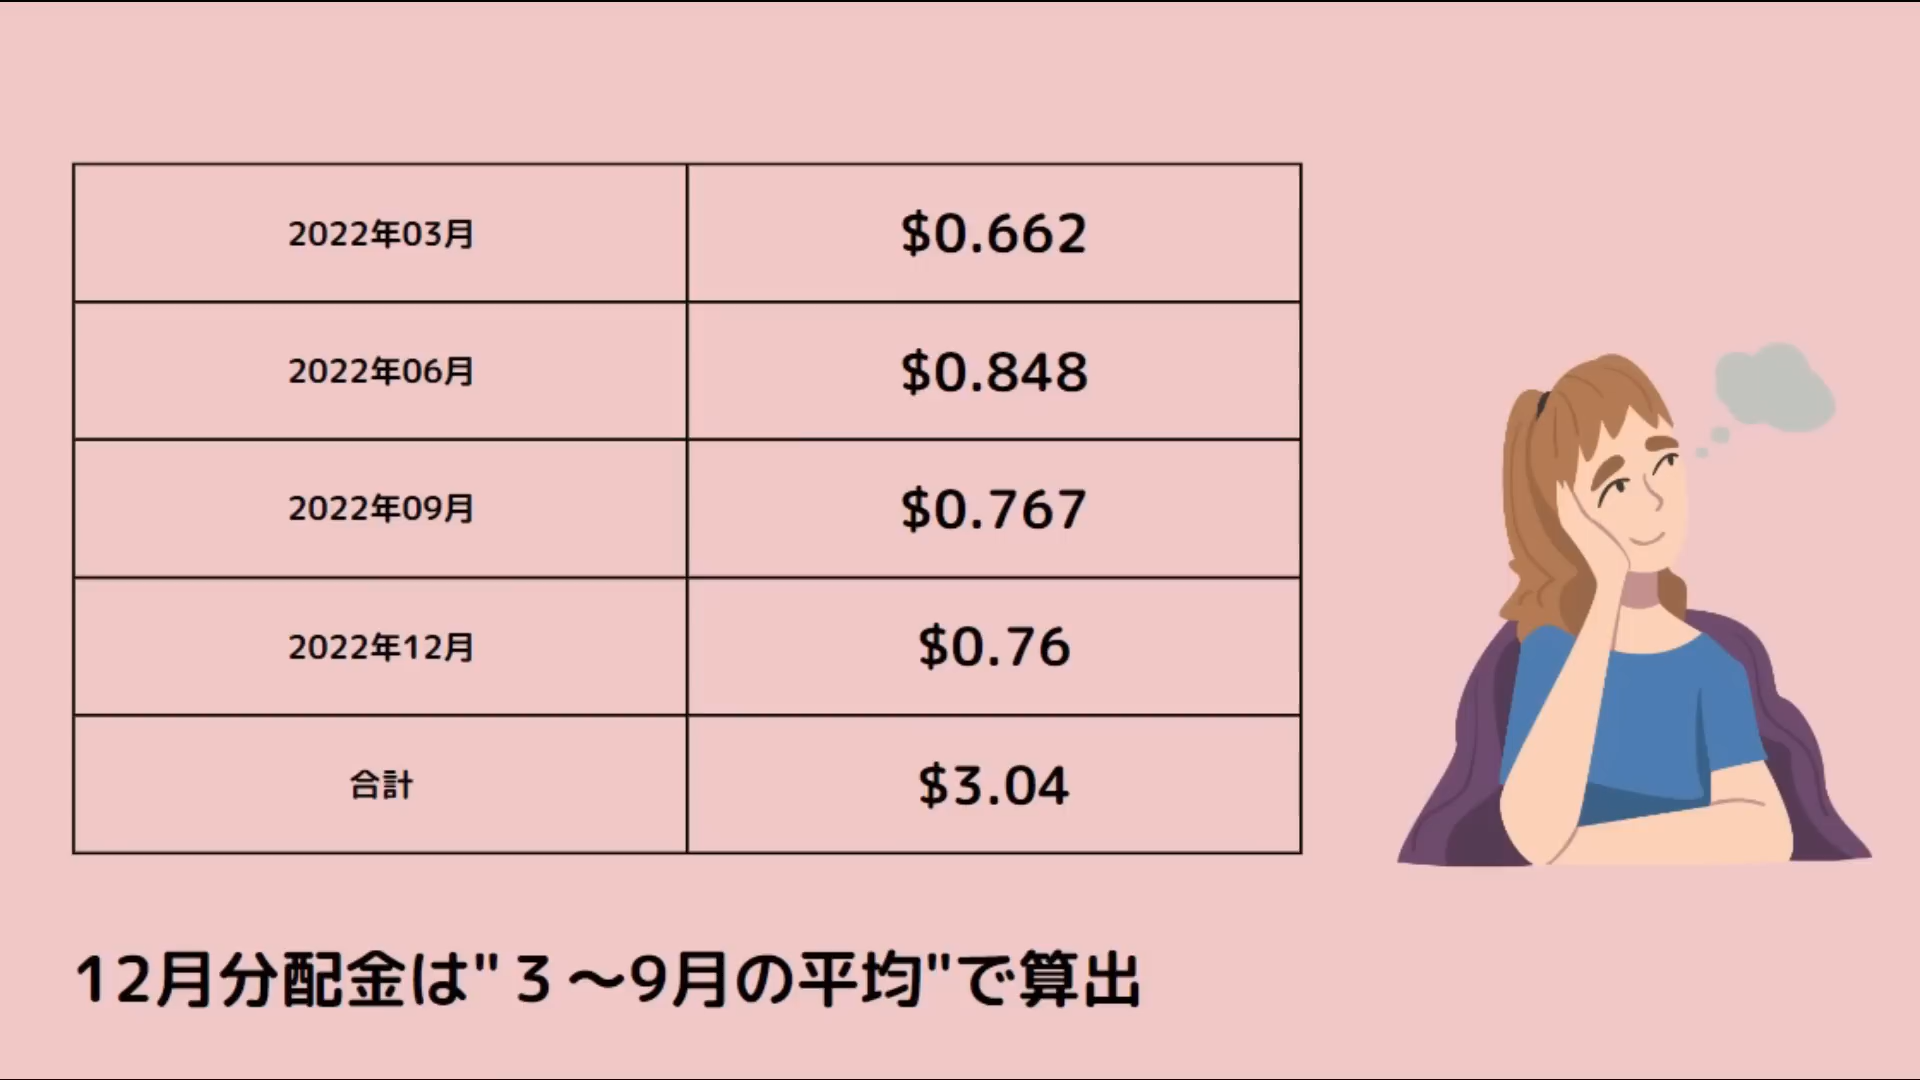 2022年03月 $0.662
2022年06月 $0.848
2022年09月 $0.767
2022年12月 $0.76
合計 $3.04
12月分配金は"３〜9月の平均"で算出